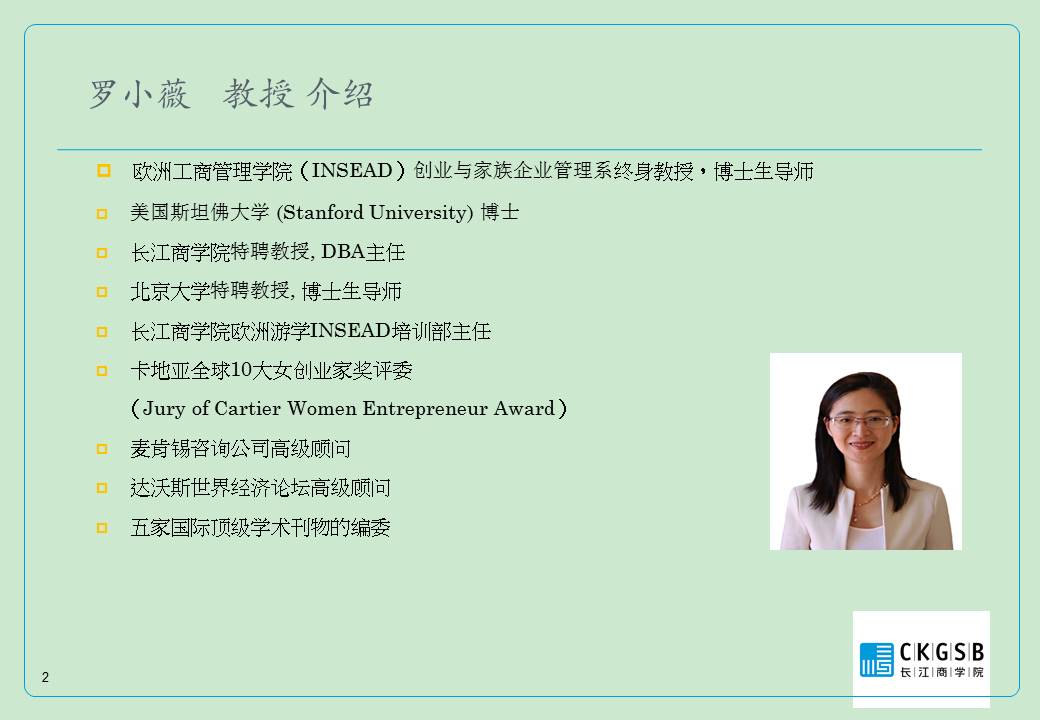 罗小薇 教授 介绍
欧洲工商管理学院（INSEAD）创业与家族企业管理系终身教授，博士生导师
美国斯坦佛大学 (Stanford University) 博士
长江商学院特聘教授, DBA主任
北京大学特聘教授, 博士生导师
长江商学院欧洲游学INSEAD培训部主任
卡地亚全球10大女创业家奖评委
（Jury of Cartier Women Entrepreneur Award）
麦肯锡咨询公司高级顾问
达沃斯世界经济论坛高级顾问
五家国际顶级学术刊物的编委
CKGSB
长江商学院
2